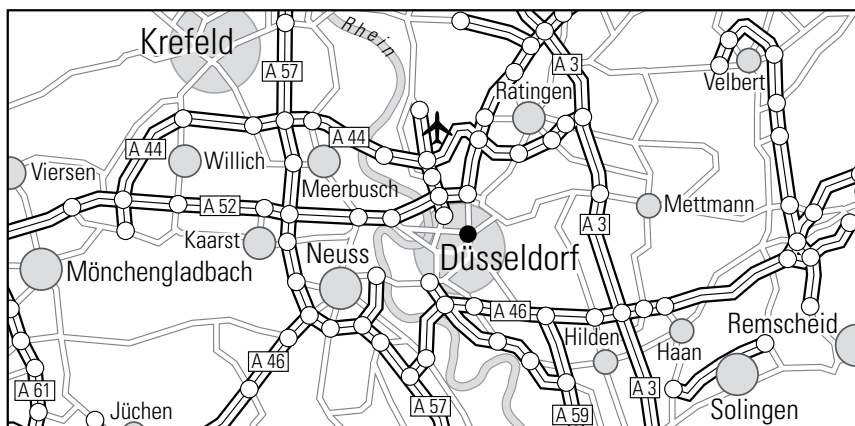 Krefeld
Rhein
A 57
A 3
Velbert
Ratingen
A 44
A 44
Viersen
Willich
Meerbusch
A 52
Mettmann
Kaarst
A 3
Neuss
Düsseldorf
Mönchengladbach
A 46
Hilden
Haan
Remscheid
A 46
A 61
A 57
A 59
A 3
Solingen
Jüchen